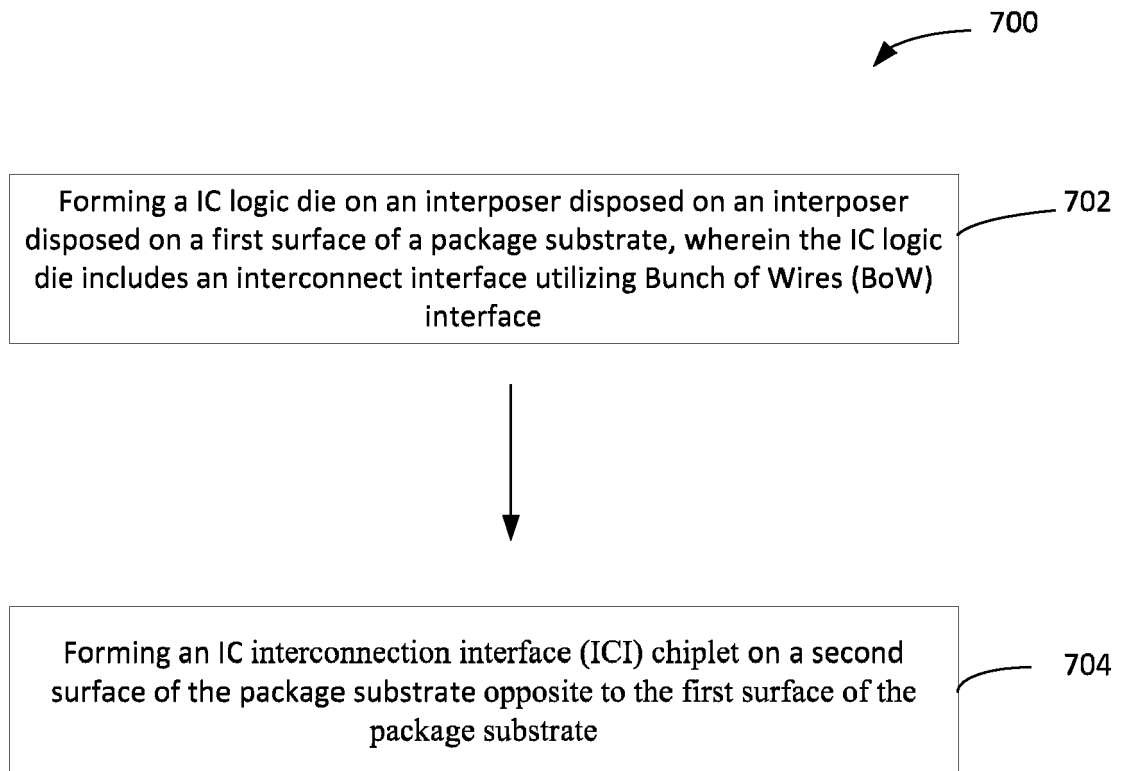 700
Forming a IC logic die on an interposer disposed on an interposer
disposed on a first surface of a package substrate, wherein the IC logic
die includes an interconnect interface utilizing Bunch of Wires (BoW)
interface
702
Forming an IC interconnection interface (ICI) chiplet on a second
surface of the package substrate opposite to the first surface of the
package substrate
704